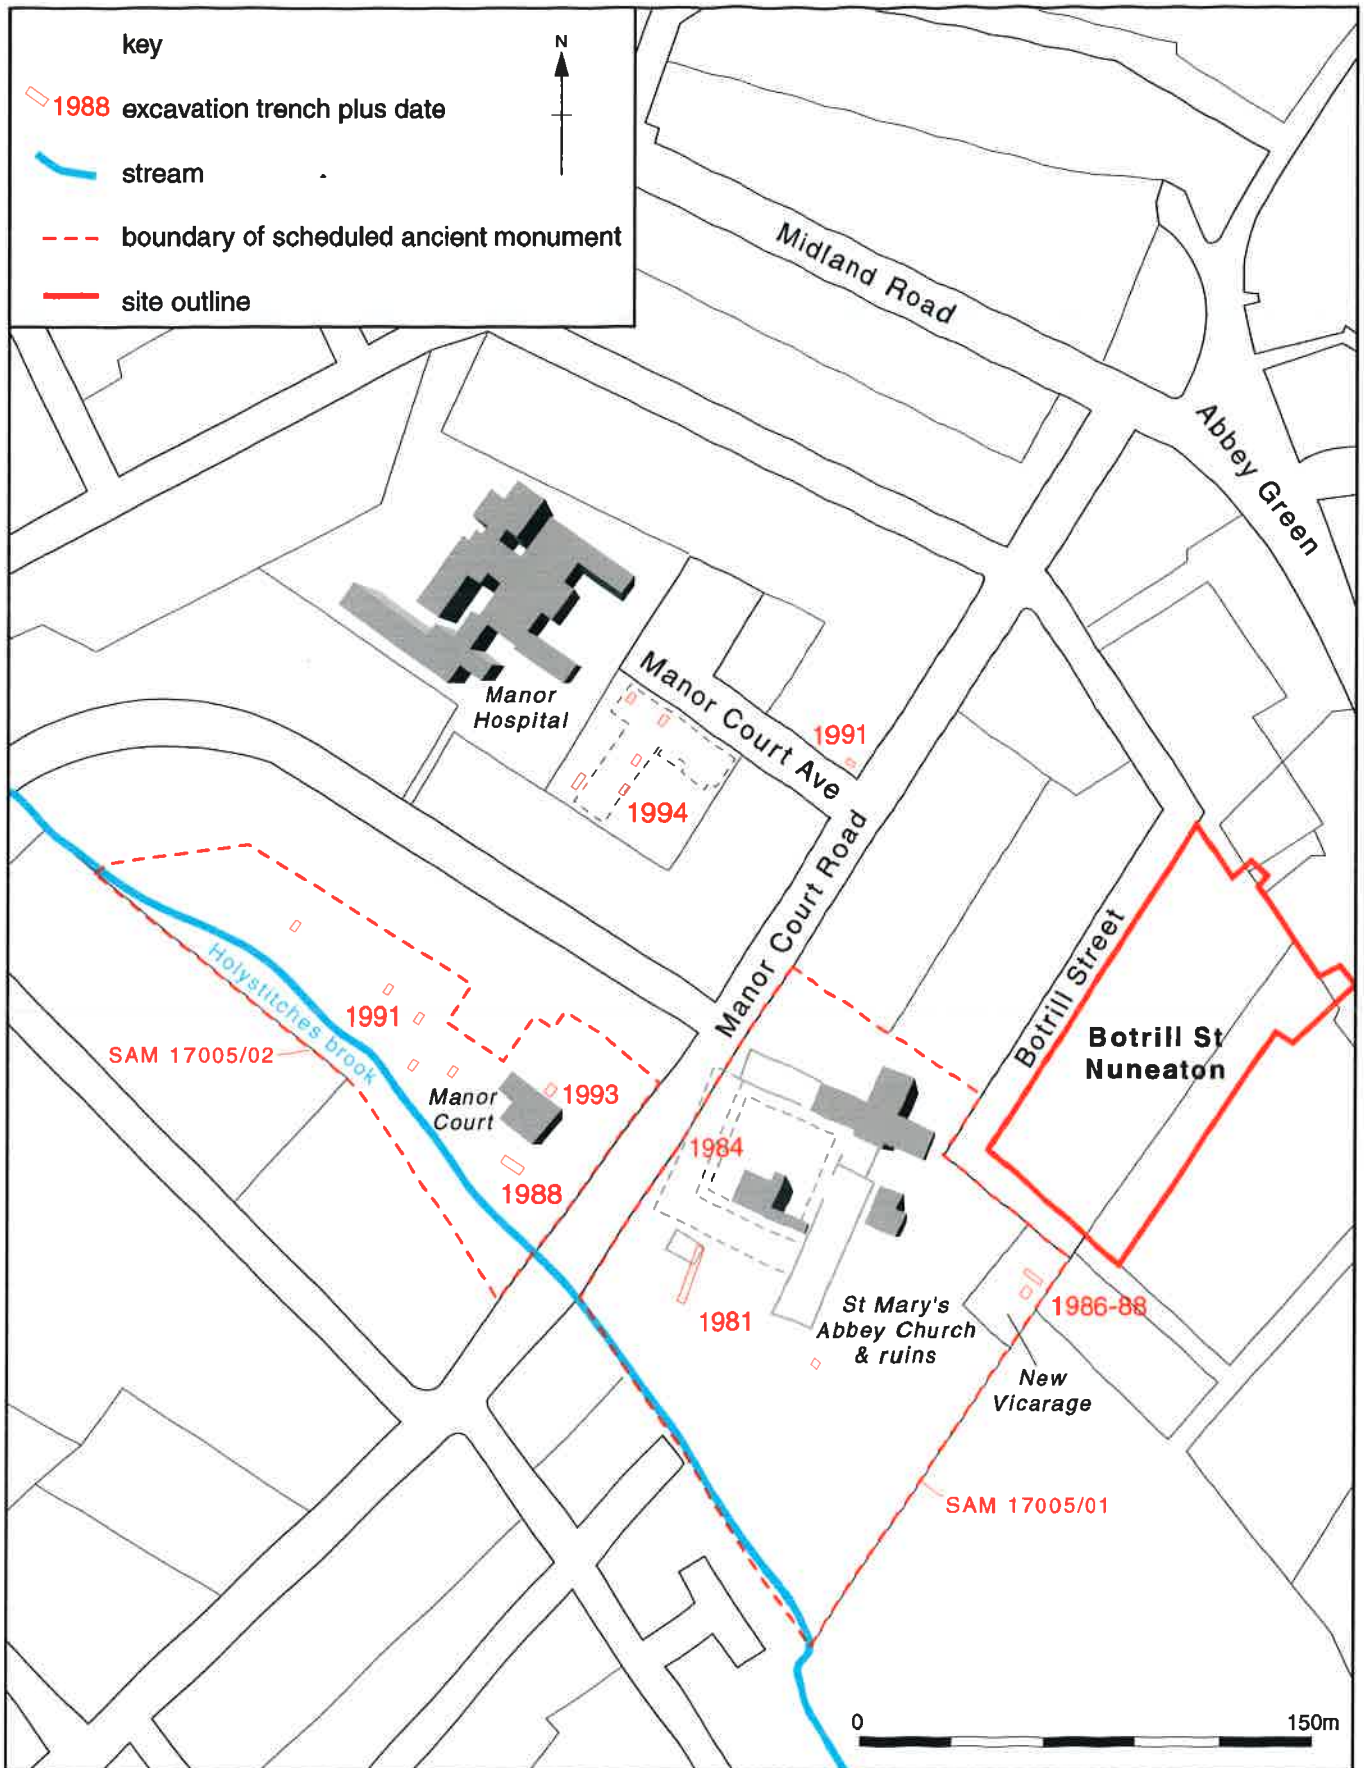 key
N
1988 excavation trench plus date
stream
boundary of scheduled ancient monument
site outline
Midland Road
Abbey Green
Manor
Hospital
Manor Court Ave
1991
1994
Manor Court Road
Botrill Street
Botrill St
Nuneaton
Holystitches brook
1991
SAM 17005/02
Manor
Court
1993
1988
1984
1981
St Mary's
Abbey Church
& ruins
1986-88
New
Vicarage
SAM 17005/01
0 150m